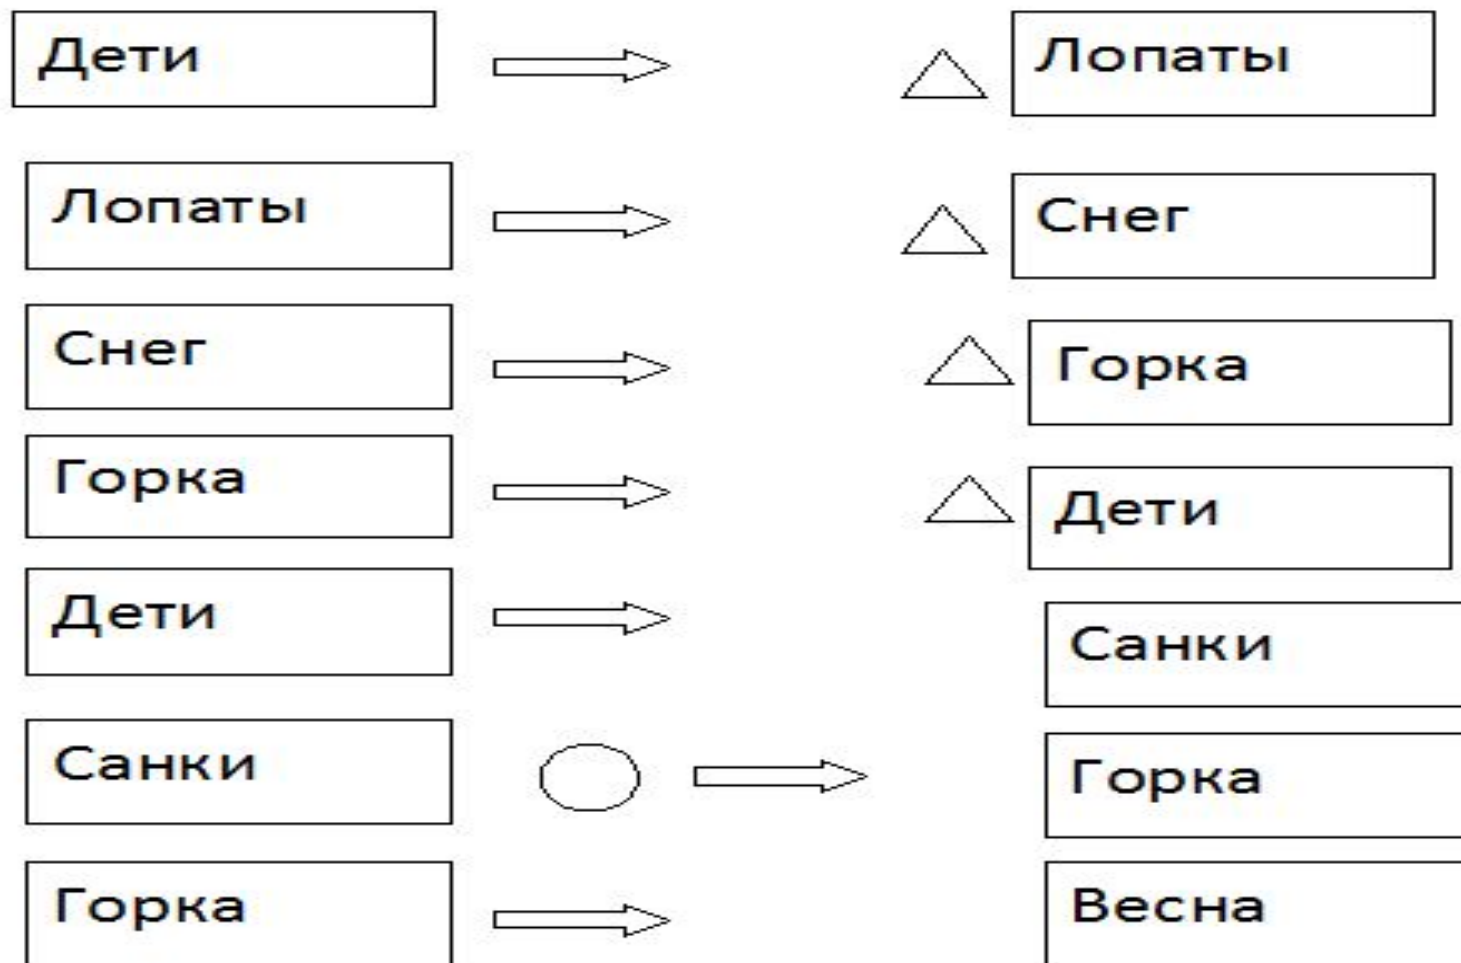 Дети
Лопаты
Лопаты
Снег
Снег
Горка
Горка
Дети
Дети
Санки
Санки
Горка
Горка
Весна